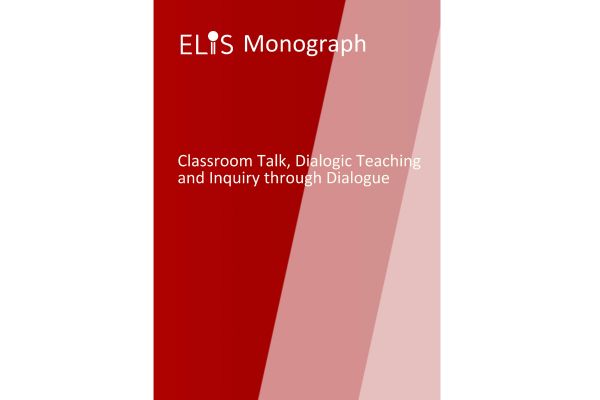 ELiS Monograph
Classroom Talk, Dialogic Teaching
and Inquiry through Dialogue